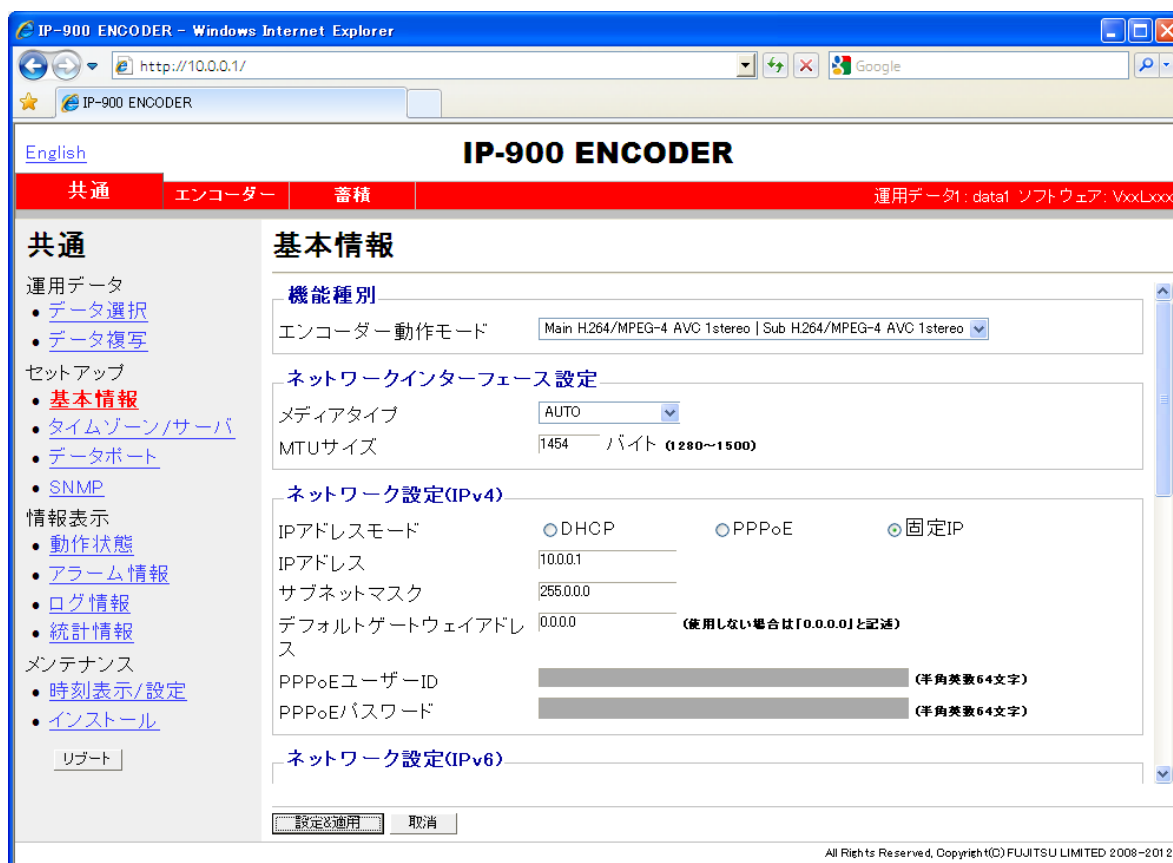 IP-900 ENCODER - Windows Internet Explorer
http://10.0.0.1/
Google
IP-900 ENCODER
English
IP-900 ENCODER
共通 エンコーダー 蓄積 運用データ1: data1 ソフトウェア: VxxLxxx
共通
運用データ
データ選択
データ複写
セットアップ
基本情報
タイムゾーン/サーバ
データポート
SNMP
情報表示
動作状態
アラーム情報
ログ情報
統計情報
メンテナンス
時刻表示/設定
インストール
リブート
基本情報
機能種別
エンコーダー動作モード Main H.264/MPEG-4 AVC 1stereo | Sub H.264/MPEG-4 AVC 1stereo
ネットワークインターフェース設定
メディアタイプ AUTO
MTUサイズ 1454 バイト (1280~1500)
ネットワーク設定(IPv4)
IPアドレスモード DHCP PPPoE 固定IP
IPアドレス 10.0.0.1
サブネットマスク 255.0.0.0
デフォルトゲートウェイアドレ 0.0.0.0 (使用しない場合は「0.0.0.0」と記述)
ス
PPPoEユーザーID (半角英数64文字)
PPPoEパスワード (半角英数64文字)
ネットワーク設定(IPv6)
設定&適用 取消
All Rights Reserved, Copyright(C) FUJITSU LIMITED 2008-2012